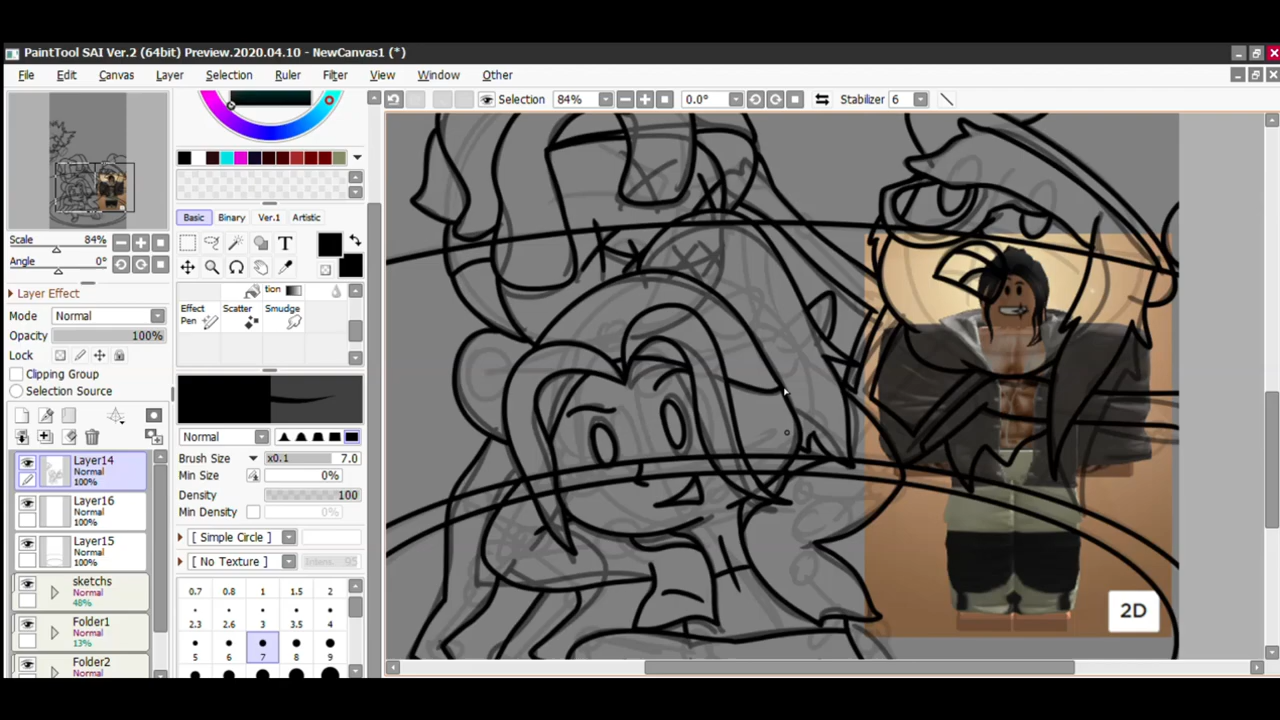 PaintTool SAI Ver.2 (64bit) Preview.2020.04.10 - NewCanvas1 (*)
File Edit Canvas Layer Selection Ruler Filter View Window Other
Selection 84% 0.0° Stabilizer 6
Basic Binary Ver.1 Artistic
Scale 84%
Angle 0°
Layer Effect
Mode Normal
Opacity 100%
Lock
Clipping Group
Selection Source
tion
Effect Pen Scatter Smudge
Normal
Brush Size x0.1 7.0
Min Size 0%
Density 100
Min Density 0%
[ Simple Circle ]
[ No Texture ] 95
0.7 0.8 1 1.5 2
2.3 2.6 3 3.5 4
5 6 7 8 9
Layer14
Normal
100%
Layer16
Normal
100%
Layer15
Normal
100%
sketchs
Normal
48%
Folder1
Normal
13%
Folder2
Normal
2D